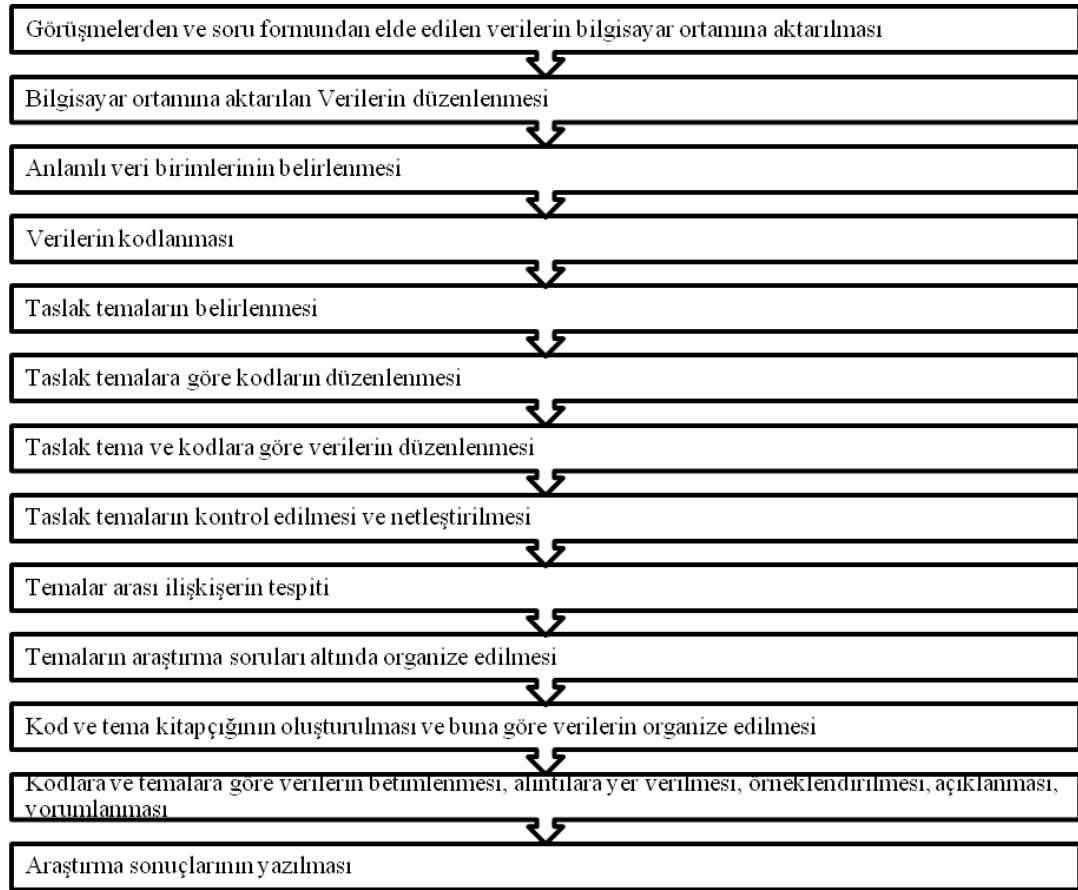 Görüşmelerden ve soru formundan elde edilen verilerin bilgisayar ortamına aktarılması
Bilgisayar ortamına aktarılan Verilerin düzenlenmesi
Anlamlı veri birimlerinin belirlenmesi
Verilerin kodlanması
Taslak temaların belirlenmesi
Taslak temalara göre kodların düzenlenmesi
Taslak tema ve kodlara göre verilerin düzenlenmesi
Taslak temaların kontrol edilmesi ve netleştirilmesi
Temalar arası ilişkişerin tespiti
Temaların araştırma soruları altında organize edilmesi
Kod ve tema kitapçığının oluşturulması ve buna göre verilerin organize edilmesi
Kodlara ve temalara göre verilerin betimlenmesi, alıntılara yer verilmesi, örneklendirilmesi, açıklanması,
yorumlanması
Araştırma sonuçlarının yazılması